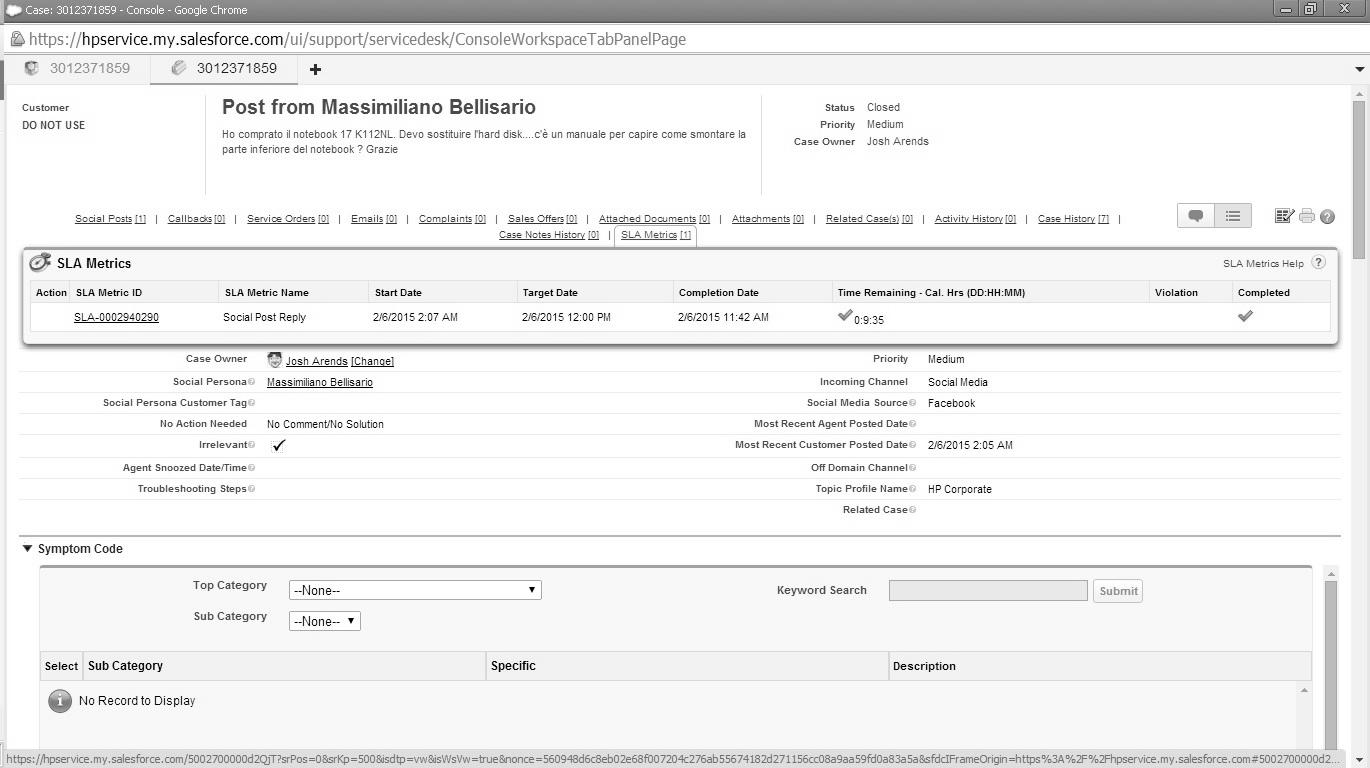 Case: 3012371859 - Console - Google Chrome
https://hpservice.my.salesforce.com/ui/support/servicedesk/ConsoleWorkspaceTabPanelPage
3012371859 3012371859 +
Customer
DO NOT USE
Post from Massimiliano Bellisario
Ho comprato il notebook 17 K112NL. Devo sostituire l'hard disk....c'è un manuale per capire come smontare la
parte inferiore del notebook ? Grazie
Status Closed
Priority Medium
Case Owner Josh Arends
Social Posts [1] | Callbacks [0] | Service Orders [0] | Emails [0] | Complaints [0] | Sales Offers [0] | Attached Documents [0] | Attachments [0] | Related Case(s) [0] | Activity History [0] | Case History [7] |
Case Notes History [0] | SLA Metrics [1]
SLA Metrics
SLA Metrics Help ?
Action SLA Metric ID SLA Metric Name Start Date Target Date Completion Date Time Remaining - Cal. Hrs (DD:HH:MM) Violation Completed
SLA-0002940290 Social Post Reply 2/6/2015 2:07 AM 2/6/2015 12:00 PM 2/6/2015 11:42 AM 0:9:35
Case Owner Josh Arends [Change] Priority Medium
Social Persona Massimiliano Bellisario Incoming Channel Social Media
Social Persona Customer Tag Social Media Source Facebook
No Action Needed No Comment/No Solution Most Recent Agent Posted Date
Irrelevant Most Recent Customer Posted Date 2/6/2015 2:05 AM
Agent Snoozed Date/Time Off Domain Channel
Troubleshooting Steps Topic Profile Name HP Corporate
Related Case
Symptom Code
Top Category --None-- Keyword Search Submit
Sub Category --None--
Select Sub Category Specific Description
No Record to Display
https://hpservice.my.salesforce.com/5002700000d2QjT?srPos=0&srKp=500&isdtp=vw&isWsVw=true&nonce=560948d6c8eb02e68f007204c276ab55674182d271156cc08a9aa59fd0a83a5a&sfdcIFrameOrigin=https%3A%2F%2Fhpservice.my.salesforce.com#5002700000d2...